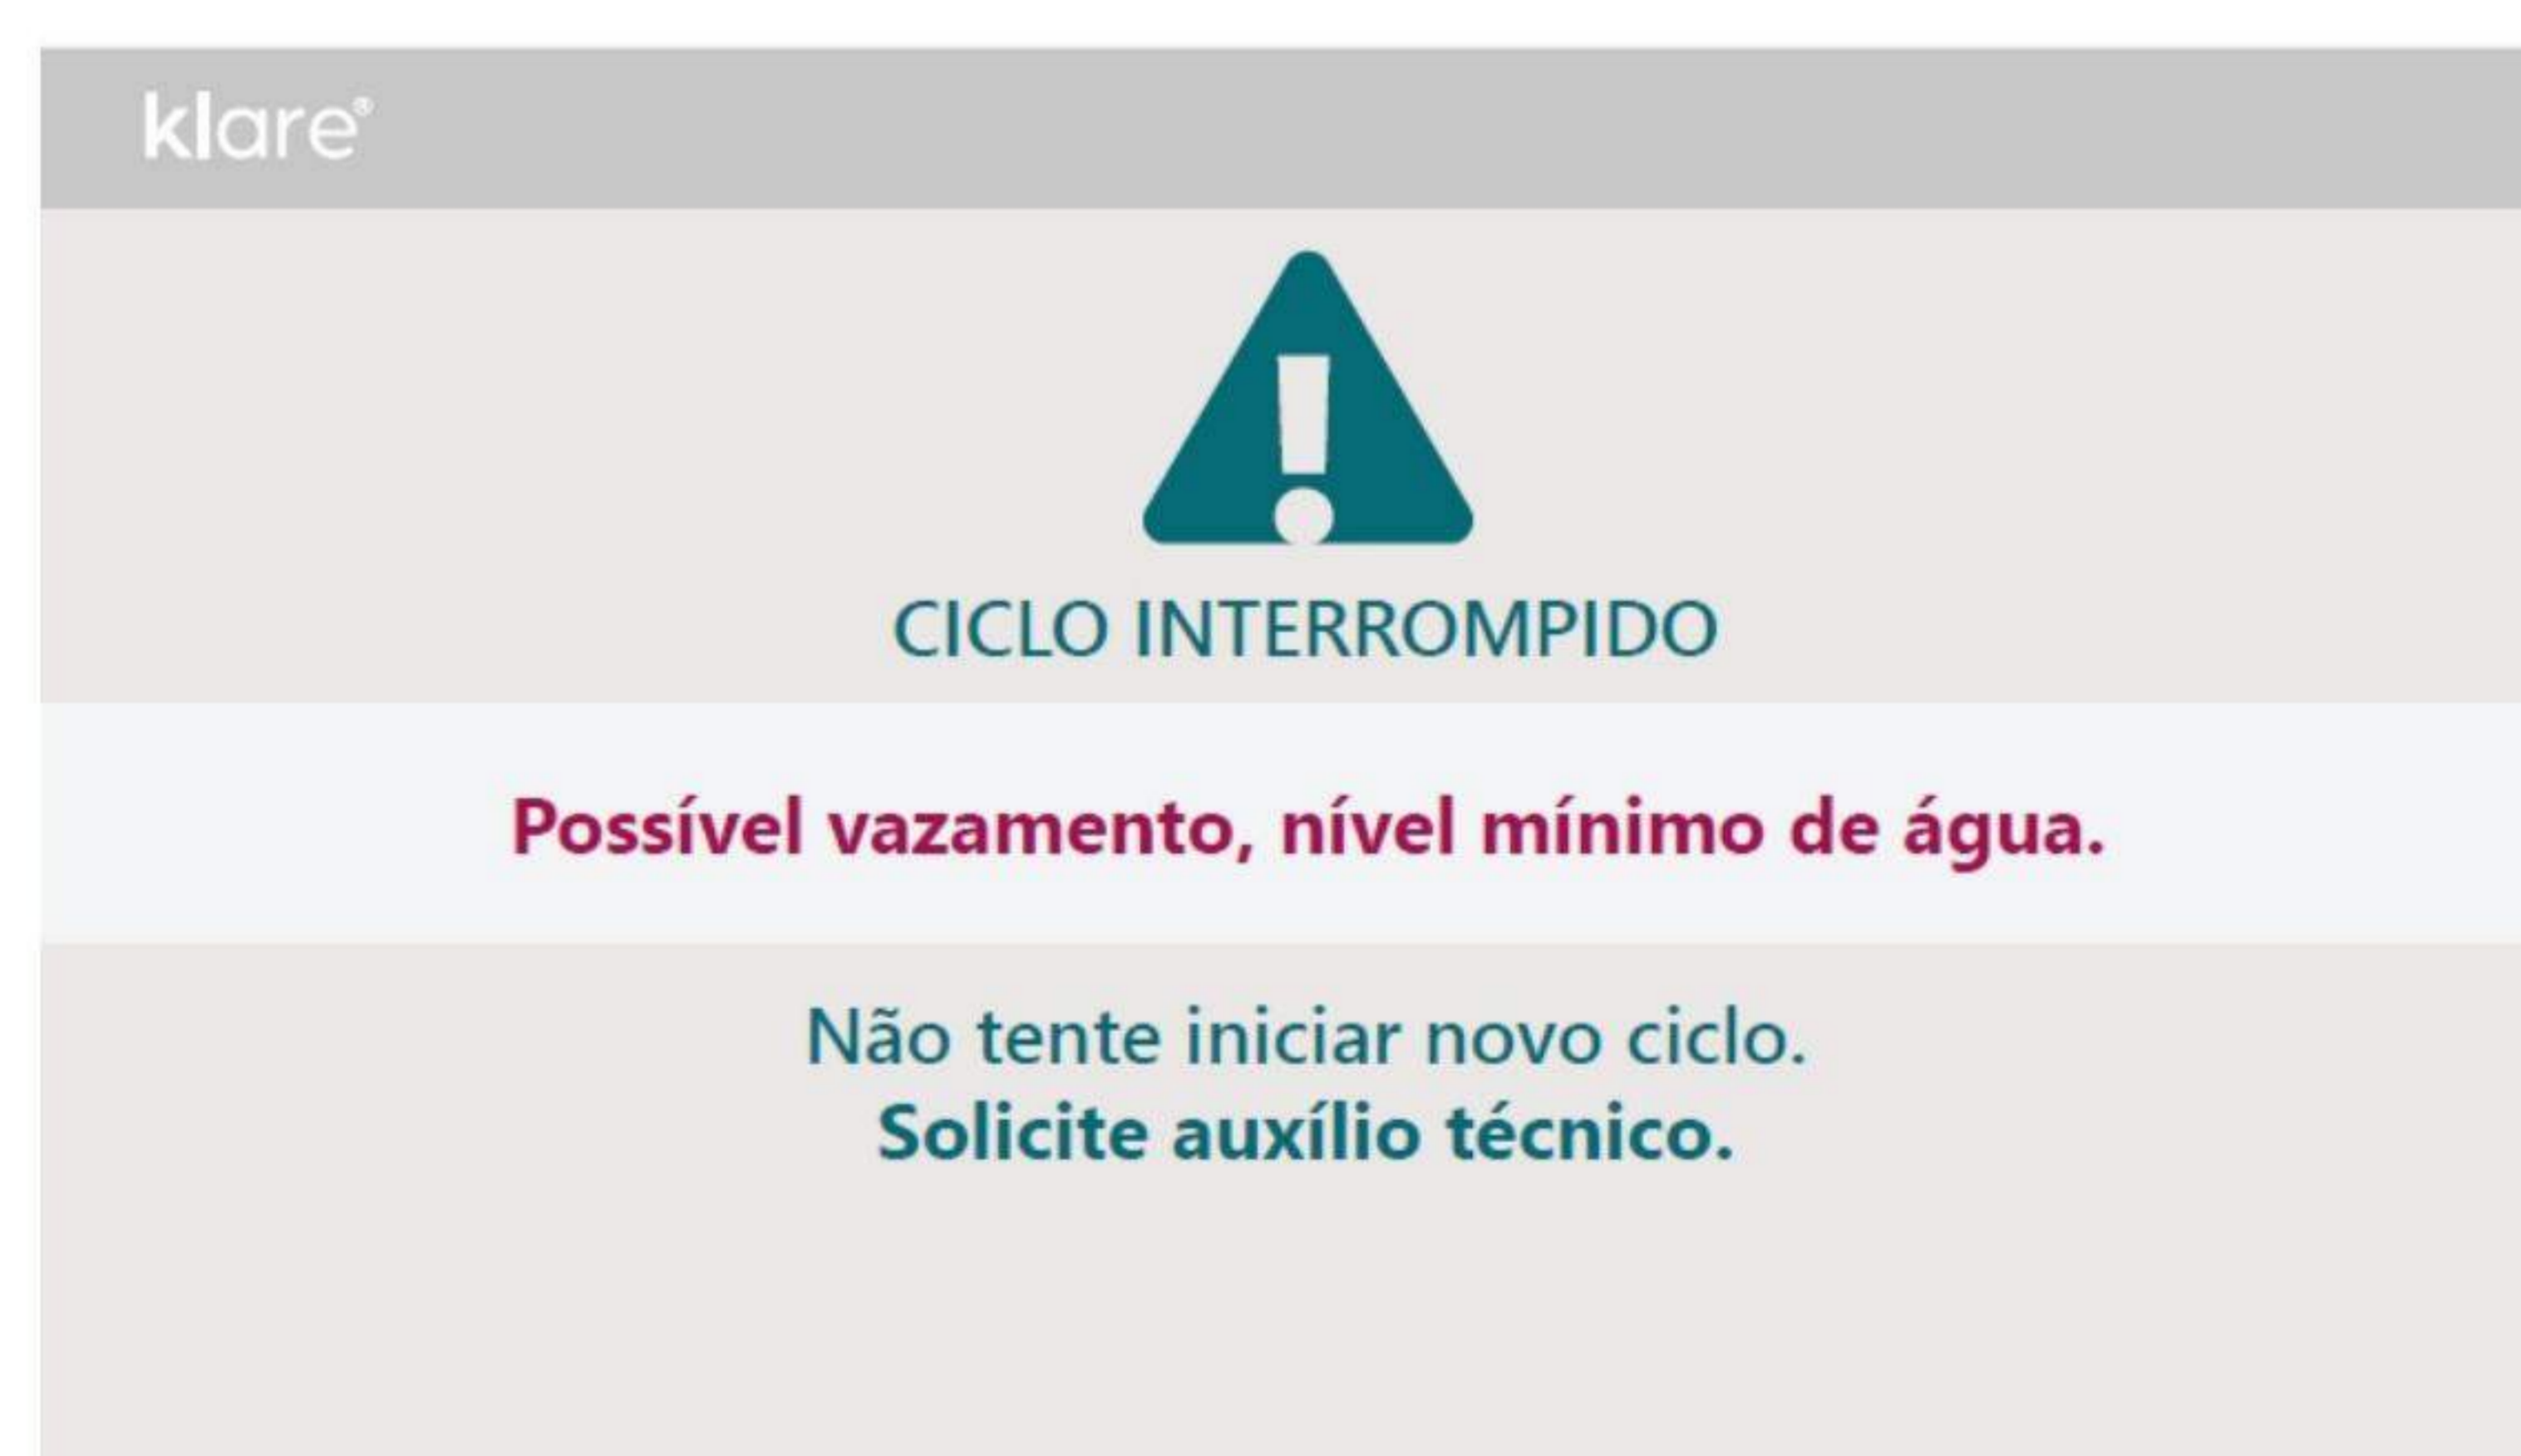 klare®
CICLO INTERROMPIDO
Possível vazamento, nível mínimo de água.
Não tente iniciar novo ciclo.
Solicite auxílio técnico.